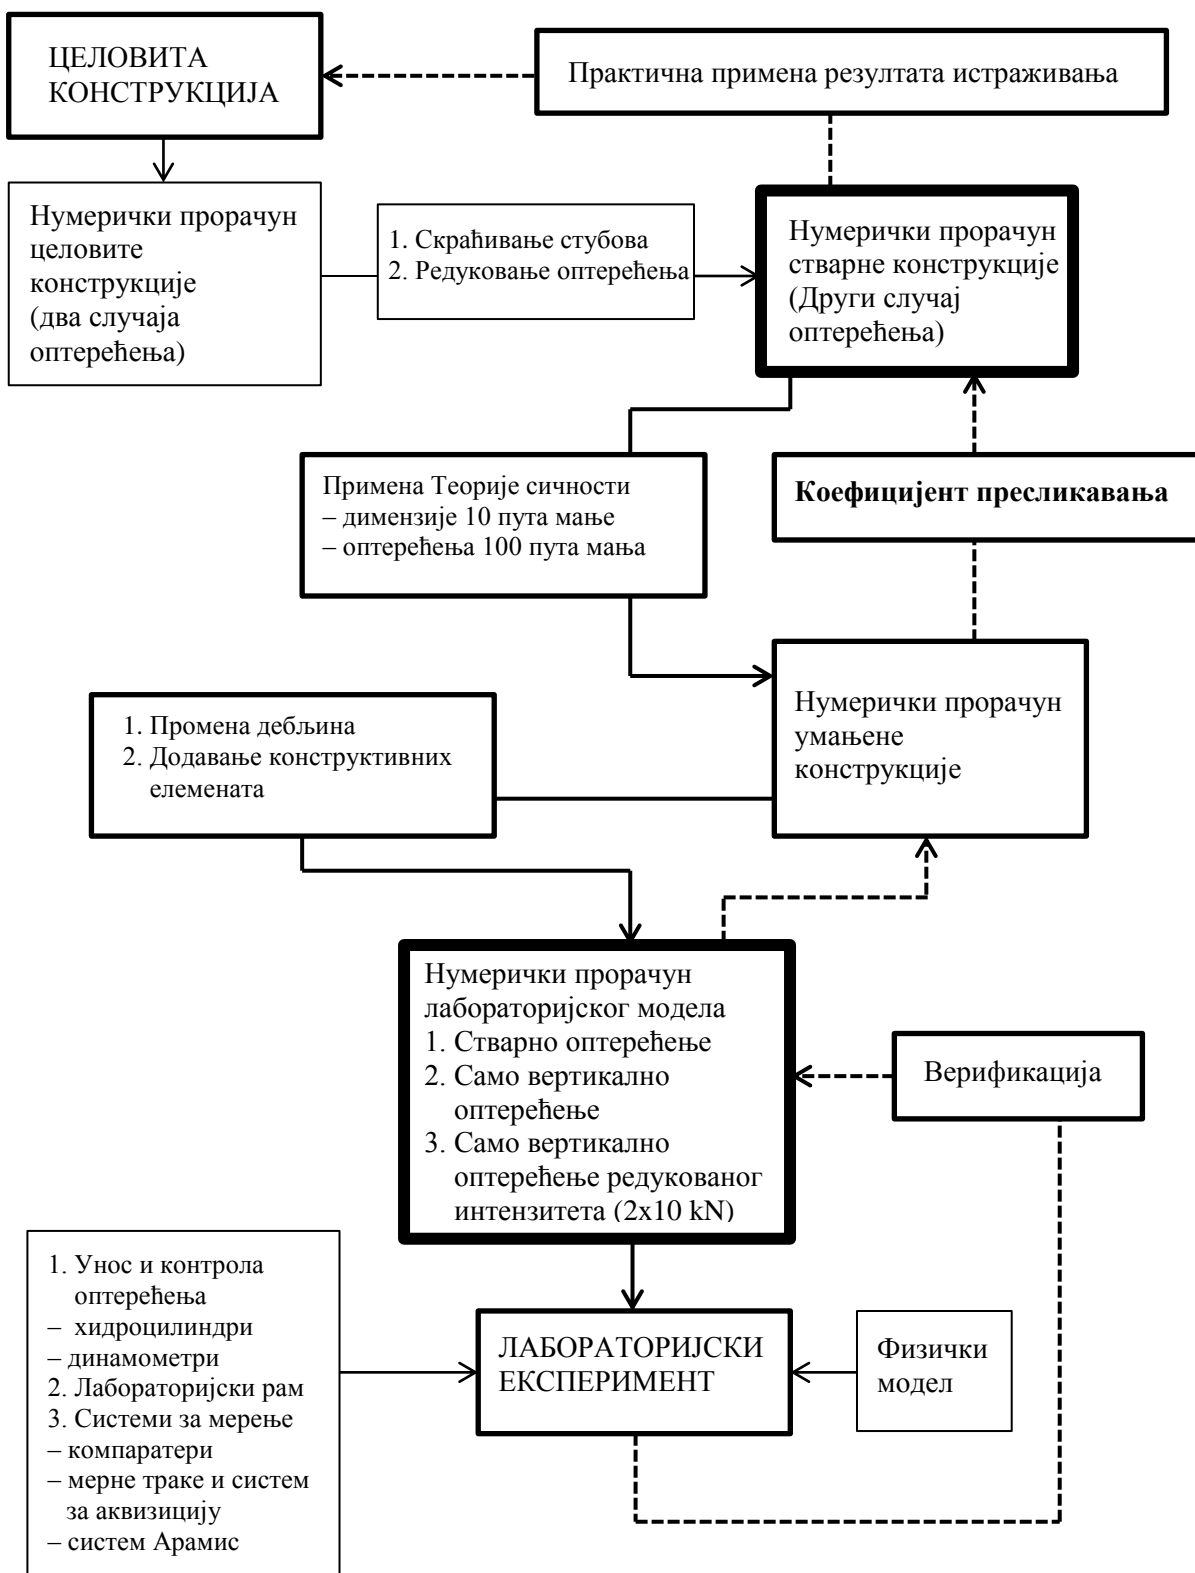 ЦЕЛОВИТА
КОНСТРУКЦИЈА
Практична примена резултата истраживања
Нумерички прорачун
целовите
конструкције
(два случаја
оптерећења)
1. Скраћивање стубова
2. Редуковање оптерећења
Нумерички прорачун
стварне конструкције
(Други случај
оптерећења)
Примена Теорије сичности
– димензије 10 пута мање
– оптерећења 100 пута мања
Коефицијент пресликавања
1. Промена дебљина
2. Додавање конструктивних
елемената
Нумерички прорачун
умањене
конструкције
Нумерички прорачун
лабораторијског модела
1. Стварно оптерећење
2. Само вертикално
оптерећење
3. Само вертикално
оптерећење редукованог
интензитета (2х10 kN)
Верификација
1. Унос и контрола
оптерећења
– хидроцилиндри
– динамометри
2. Лабораторијски рам
3. Системи за мерење
– компаратери
– мерне траке и систем
за аквизицију
– систем Арамис
ЛАБОРАТОРИЈСКИ
ЕКСПЕРИМЕНТ
Физички
модел